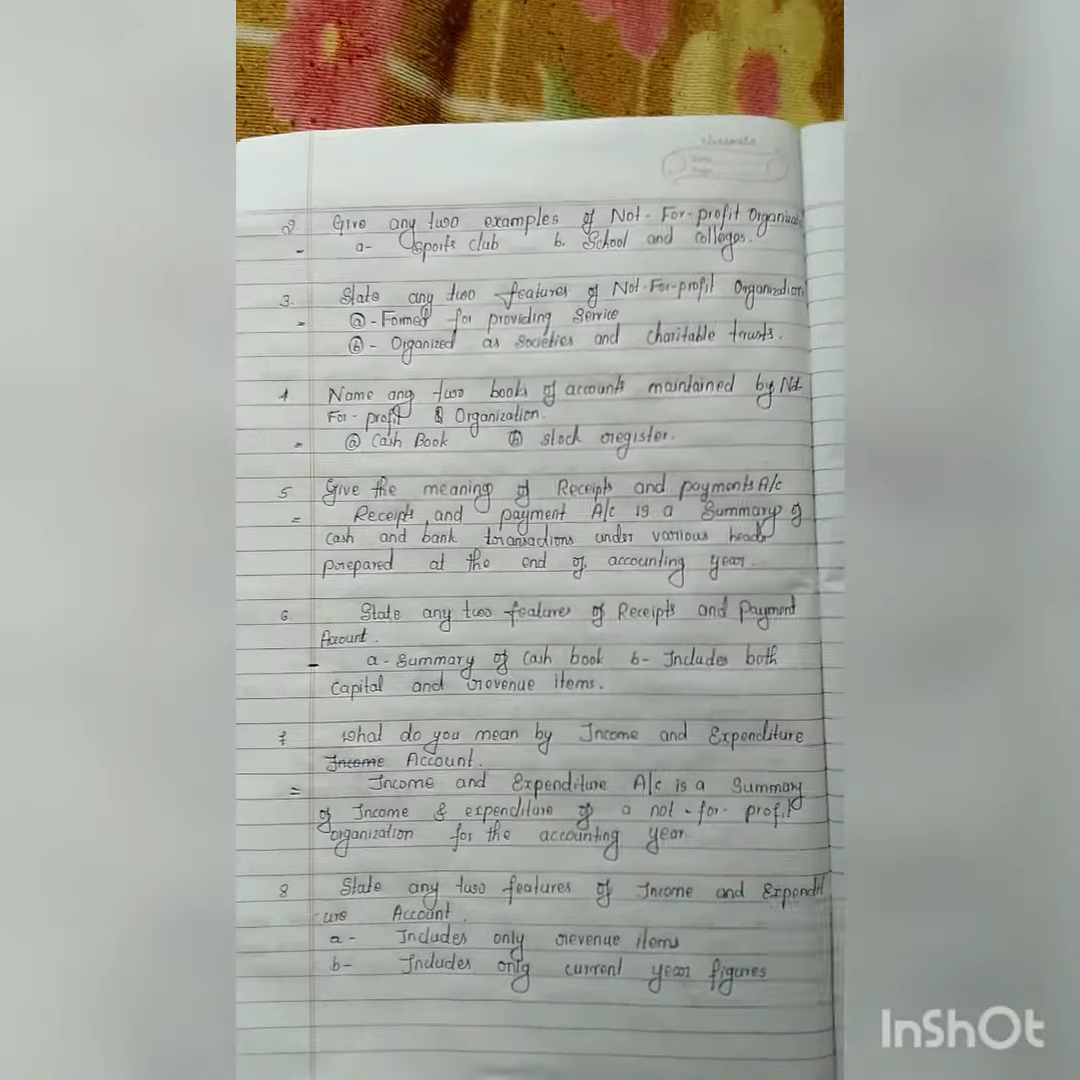 classmate
2 Give any two examples of Not-For-profit Organizati
- a- Sports club b. School and colleges.
3. State any two features of Not-For-profit Organization
- ⓐ-Formed for providing Service
ⓑ- Organized as societies and charitable trusts.
4 Name any two books of accounts maintained by Not
For-profit Organization.
- ⓐ Cash Book ⓑ stock register.
5 Give the meaning of Receipts and payments A/c
= Receipts and payment A/c is a Summary of
cash and bank transactions under various heads
prepared at the end of accounting year.
6 State any two features of Receipts and Payment
Account.
- a- Summary of Cash book b- Includes both
Capital and revenue items.
7 What do you mean by Income and Expenditure
Income Account.
= Income and Expenditure A/c is a Summary
of Income & expenditure of a not-for-profit
organization for the accounting year
8 State any two features of Income and Expendit
-ure Account.
a- Includes only revenue items
b- Includes only current year figures
InShOt